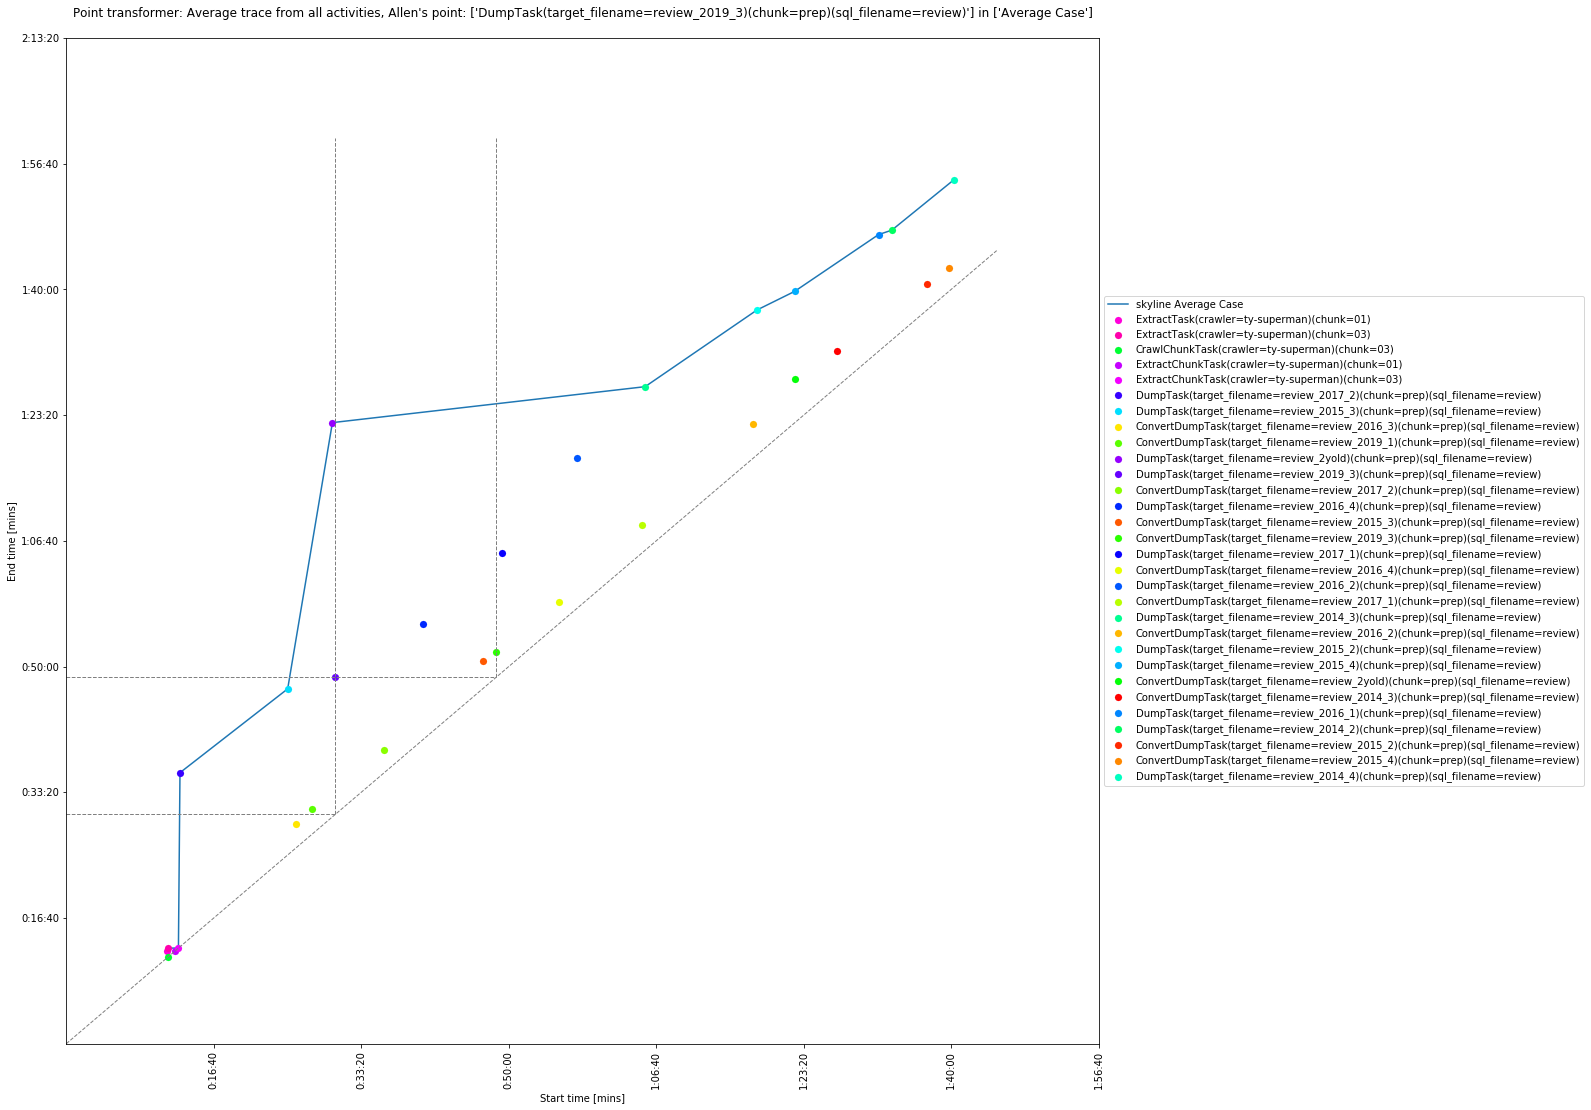 Point transformer: Average trace from all activities, Allen's point: ['DumpTask(target_filename=review_2019_3)(chunk=prep)(sql_filename=review)'] in ['Average Case']
2:13:20
1:56:40
1:40:00
1:23:20
1:06:40
0:50:00
0:33:20
0:16:40
End time [mins]
0:16:40
0:33:20
0:50:00
1:06:40
1:23:20
1:40:00
1:56:40
Start time [mins]
skyline Average Case
ExtractTask(crawler=ty-superman)(chunk=01)
ExtractTask(crawler=ty-superman)(chunk=03)
CrawlChunkTask(crawler=ty-superman)(chunk=03)
ExtractChunkTask(crawler=ty-superman)(chunk=01)
ExtractChunkTask(crawler=ty-superman)(chunk=03)
DumpTask(target_filename=review_2017_2)(chunk=prep)(sql_filename=review)
DumpTask(target_filename=review_2015_3)(chunk=prep)(sql_filename=review)
ConvertDumpTask(target_filename=review_2016_3)(chunk=prep)(sql_filename=review)
ConvertDumpTask(target_filename=review_2019_1)(chunk=prep)(sql_filename=review)
DumpTask(target_filename=review_2yold)(chunk=prep)(sql_filename=review)
DumpTask(target_filename=review_2019_3)(chunk=prep)(sql_filename=review)
ConvertDumpTask(target_filename=review_2017_2)(chunk=prep)(sql_filename=review)
DumpTask(target_filename=review_2016_4)(chunk=prep)(sql_filename=review)
ConvertDumpTask(target_filename=review_2015_3)(chunk=prep)(sql_filename=review)
ConvertDumpTask(target_filename=review_2019_3)(chunk=prep)(sql_filename=review)
DumpTask(target_filename=review_2017_1)(chunk=prep)(sql_filename=review)
ConvertDumpTask(target_filename=review_2016_4)(chunk=prep)(sql_filename=review)
DumpTask(target_filename=review_2016_2)(chunk=prep)(sql_filename=review)
ConvertDumpTask(target_filename=review_2017_1)(chunk=prep)(sql_filename=review)
DumpTask(target_filename=review_2014_3)(chunk=prep)(sql_filename=review)
ConvertDumpTask(target_filename=review_2016_2)(chunk=prep)(sql_filename=review)
DumpTask(target_filename=review_2015_2)(chunk=prep)(sql_filename=review)
DumpTask(target_filename=review_2015_4)(chunk=prep)(sql_filename=review)
ConvertDumpTask(target_filename=review_2yold)(chunk=prep)(sql_filename=review)
ConvertDumpTask(target_filename=review_2014_3)(chunk=prep)(sql_filename=review)
DumpTask(target_filename=review_2016_1)(chunk=prep)(sql_filename=review)
DumpTask(target_filename=review_2014_2)(chunk=prep)(sql_filename=review)
ConvertDumpTask(target_filename=review_2015_2)(chunk=prep)(sql_filename=review)
ConvertDumpTask(target_filename=review_2015_4)(chunk=prep)(sql_filename=review)
DumpTask(target_filename=review_2014_4)(chunk=prep)(sql_filename=review)